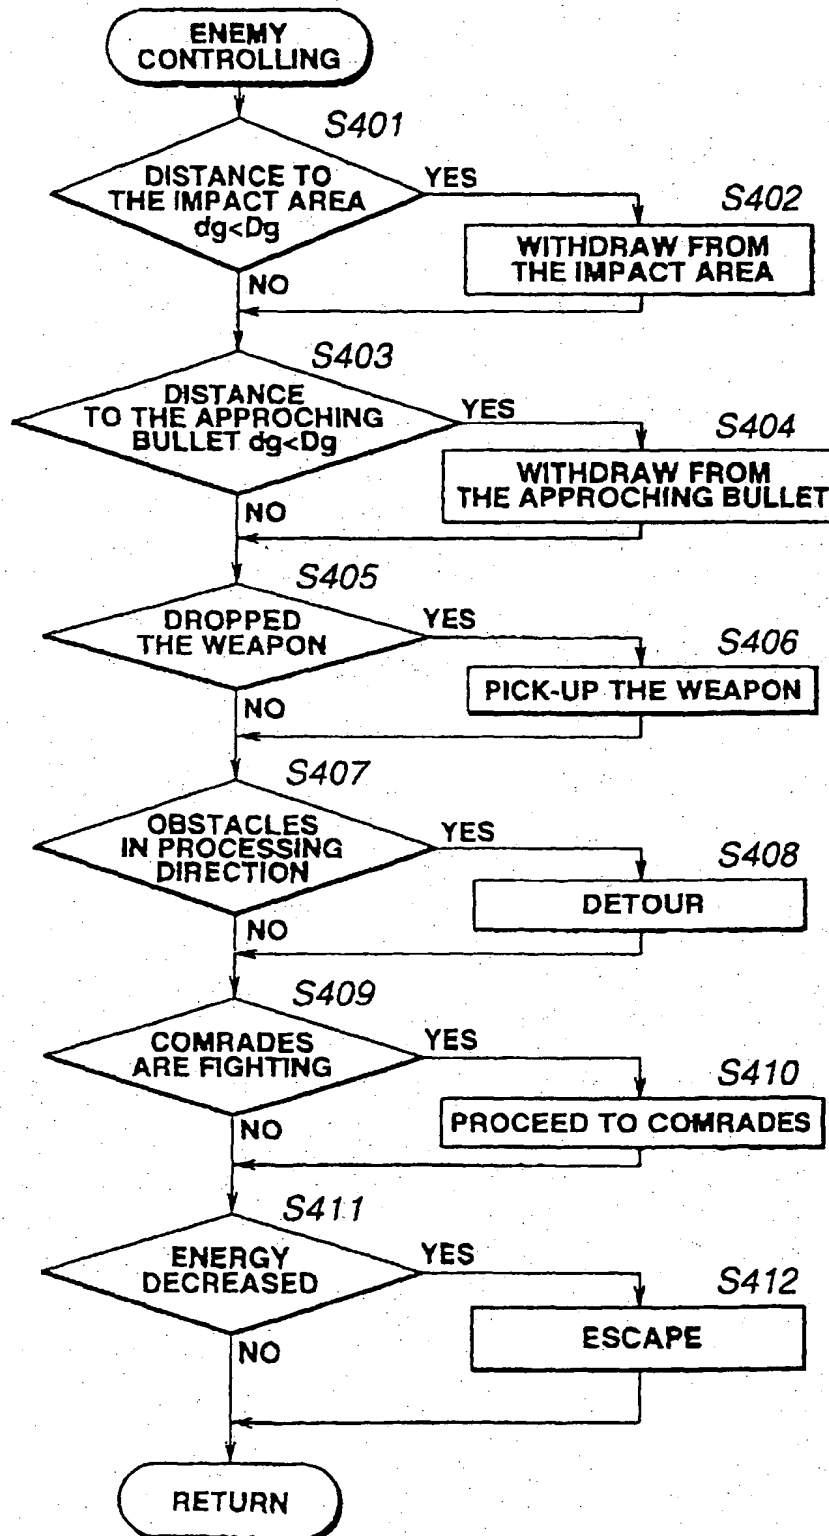 ENEMY
CONTROLLING
S401
DISTANCE TO
THE IMPACT AREA
dg<Dg
YES
S402
WITHDRAW FROM
THE IMPACT AREA
NO
S403
DISTANCE
TO THE APPROCHING
BULLET dg<Dg
YES
S404
WITHDRAW FROM
THE APPROCHING BULLET
NO
S405
DROPPED
THE WEAPON
YES
S406
PICK-UP THE WEAPON
NO
S407
OBSTACLES
IN PROCESSING
DIRECTION
YES
S408
DETOUR
NO
S409
COMRADES
ARE FIGHTING
YES
S410
PROCEED TO COMRADES
NO
S411
ENERGY
DECREASED
YES
S412
ESCAPE
NO
RETURN